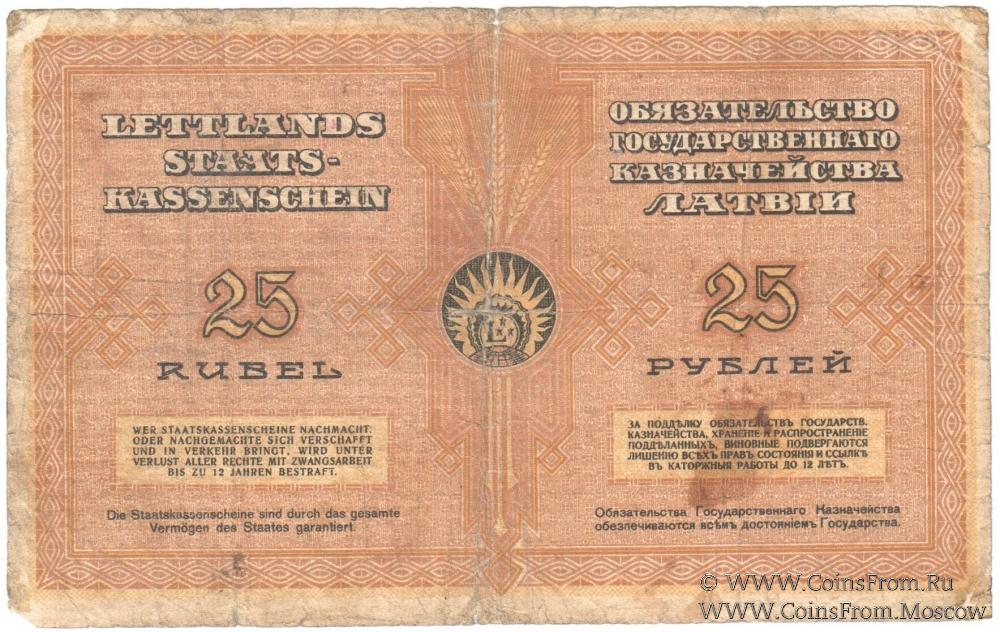 LETTLANDS
STAATS-
KASSENSCHEIN
25
RUBEL
WER STAATSKASSENSCHEINE NACHMACHT
ODER NACHGEMACHTE SICH VERSCHAFFT
UND IN VERKEHR BRINGT, WIRD UNTER
VERLUST ALLER RECHTE MIT ZWANGSARBEIT
BIS ZU 12 JAHREN BESTRAFT.
Die Staatskassenscheine sind durch das gesamte
Vermögen des Staates garantiert.
L
ОБЯЗАТЕЛЬСТВО
ГОСУДАРСТВЕННАГО
КАЗНАЧЕЙСТВА
ЛАТВІИ
25
РУБЛЕЙ
ЗА ПОДДѢЛКУ ОБЯЗАТЕЛЬСТВЪ ГОСУДАРСТВ.
КАЗНАЧЕЙСТВА, ХРАНЕНІЕ И РАСПРОСТРАНЕНІЕ
ПОДДѢЛАННЫХЪ, ВИНОВНЫЕ ПОДВЕРГАЮТСЯ
ЛИШЕНІЮ ВСѢХЪ ПРАВЪ СОСТОЯНІЯ И ССЫЛКѢ
ВЪ КАТОРЖНЫЯ РАБОТЫ ДО 12 ЛѢТЪ.
Обязательства Государственнаго Казначейства
обезпечиваются всѣмъ достояніемъ Государства.
© WWW.CoinsFrom.Ru
WWW.CoinsFrom.Moscow